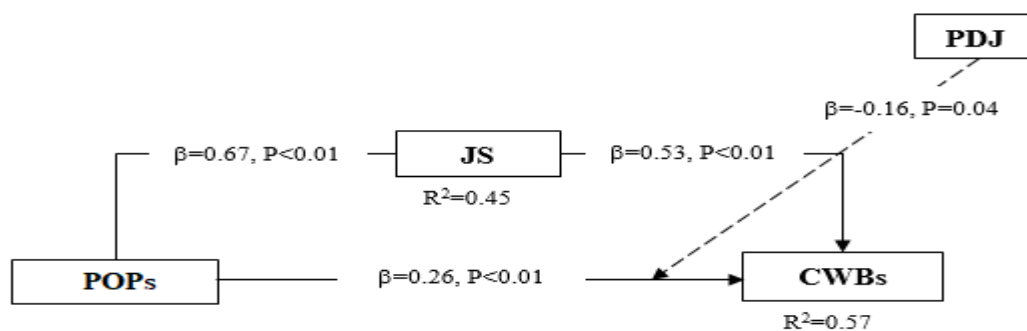 PDJ
β=-0.16, P=0.04
β=0.67, P<0.01
JS
β=0.53, P<0.01
R²=0.45
POPs
β=0.26, P<0.01
CWBs
R²=0.57